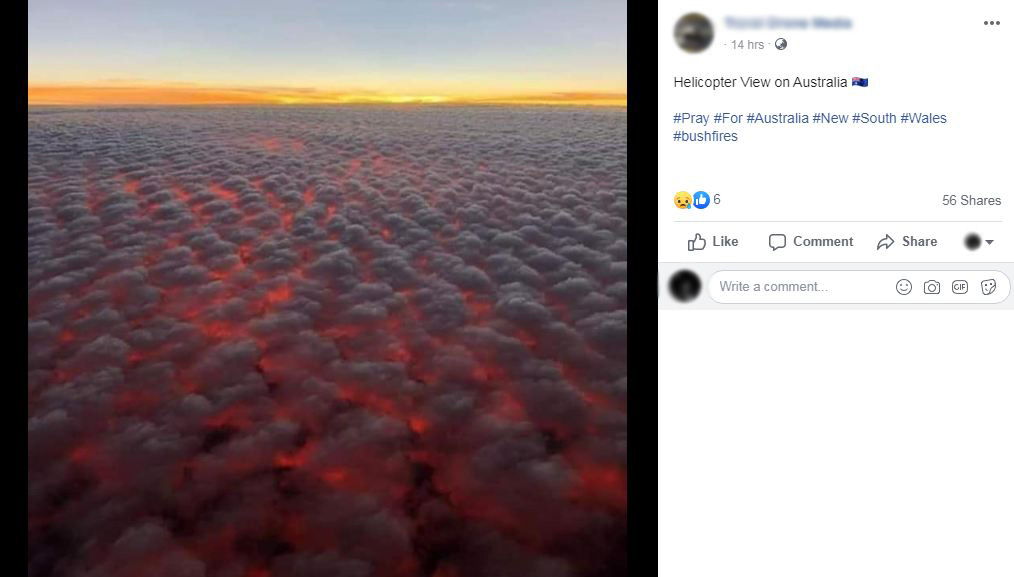 · 14 hrs ·
Helicopter View on Australia 🇦🇺
#Pray #For #Australia #New #South #Wales
#bushfires
6
56 Shares
Like
Comment
Share
Write a comment...
GIF